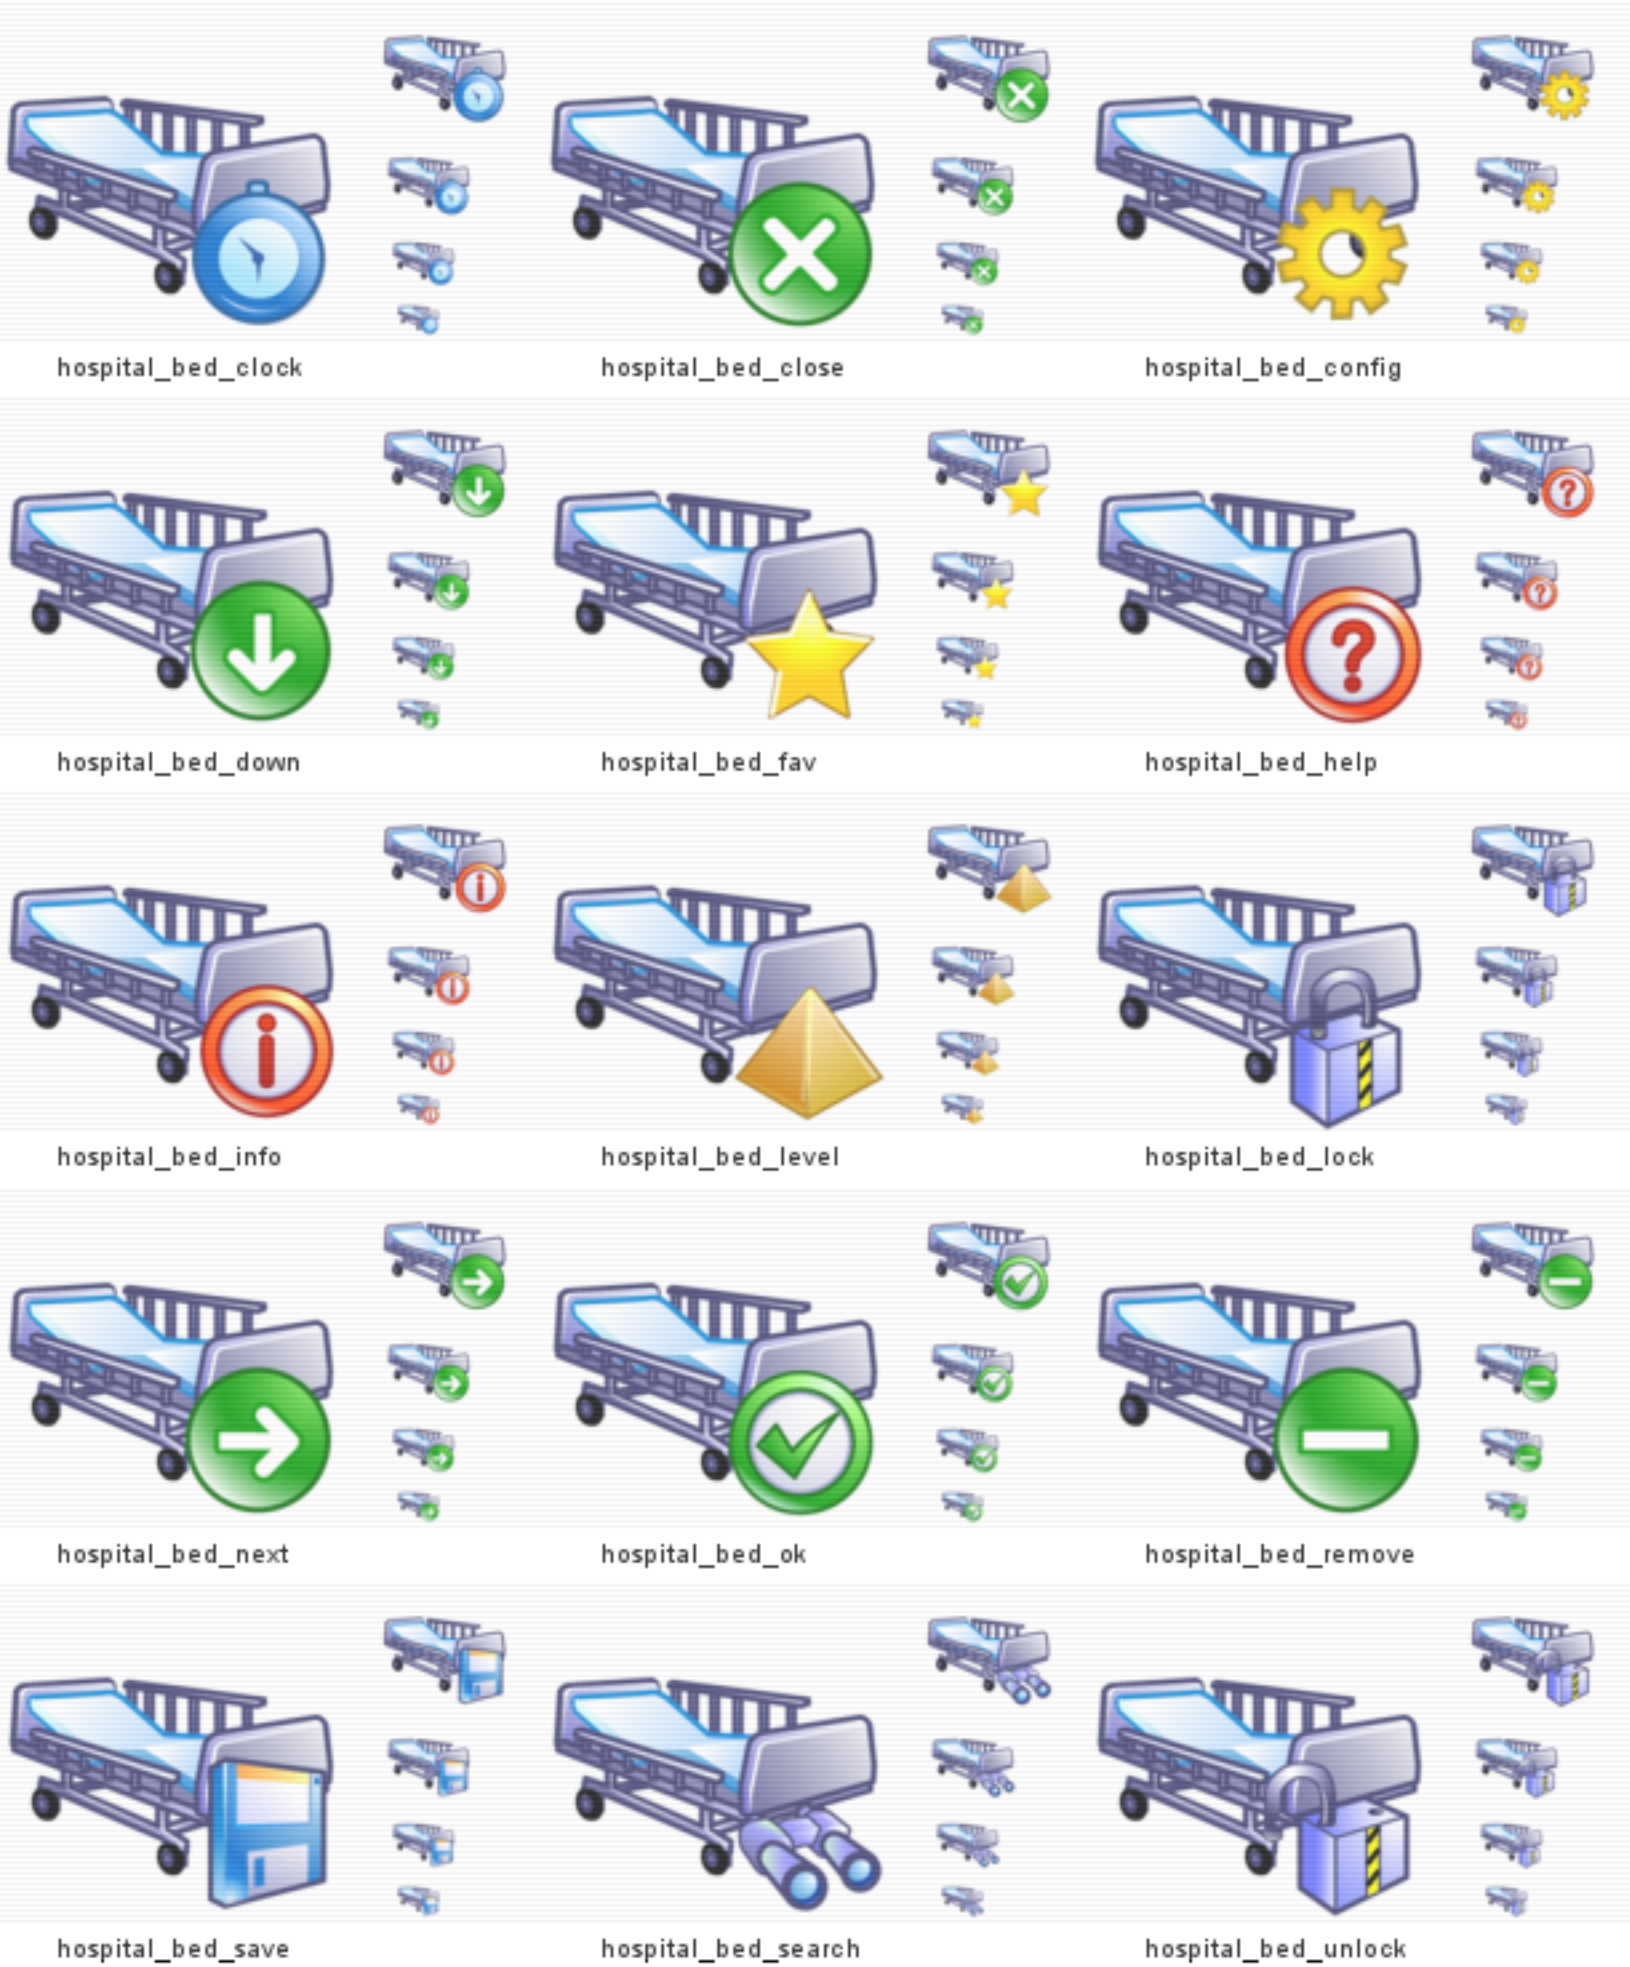 hospital_bed_clock
hospital_bed_close
hospital_bed_config
hospital_bed_down
hospital_bed_fav
hospital_bed_help
hospital_bed_info
hospital_bed_level
hospital_bed_lock
hospital_bed_next
hospital_bed_ok
hospital_bed_remove
hospital_bed_save
hospital_bed_search
hospital_bed_unlock